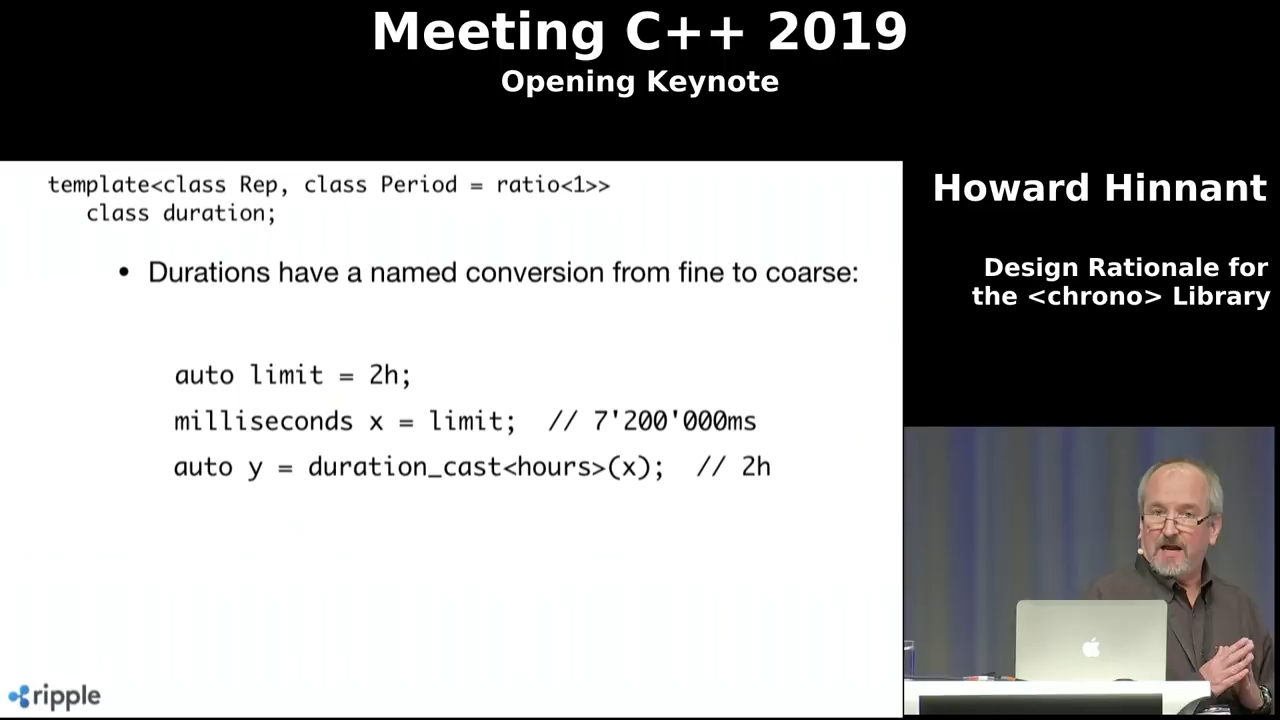 Meeting C++ 2019
Opening Keynote
template<class Rep, class Period = ratio<1>>
class duration;
• Durations have a named conversion from fine to coarse:
auto limit = 2h;
milliseconds x = limit;  // 7'200'000ms
auto y = duration_cast<hours>(x);  // 2h
ripple
Howard Hinnant
Design Rationale for
the <chrono> Library